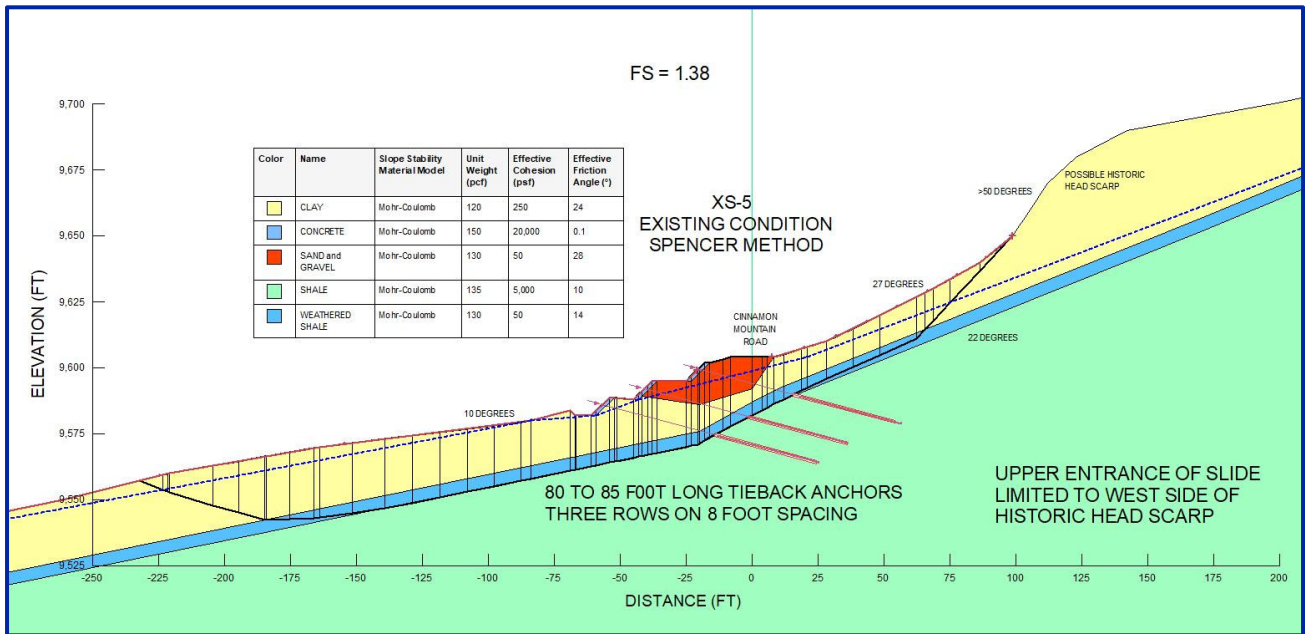 FS = 1.38
9,700
9,675
9,650
9,625
9,600
9,575
9,550
9,525
ELEVATION (FT)
Color Name Slope Stability Material Model Unit Weight (pcf) Effective Cohesion (psf) Effective Friction Angle (°)
CLAY Mohr-Coulomb 120 250 24
CONCRETE Mohr-Coulomb 150 20,000 0.1
SAND and GRAVEL Mohr-Coulomb 130 50 28
SHALE Mohr-Coulomb 135 5,000 10
WEATHERED SHALE Mohr-Coulomb 130 50 14
XS-5
EXISTING CONDITION
SPENCER METHOD
>50 DEGREES
POSSIBLE HISTORIC
HEAD SCARP
27 DEGREES
CINNAMON
MOUNTAIN
ROAD
22 DEGREES
10 DEGREES
80 TO 85 F00T LONG TIEBACK ANCHORS
THREE ROWS ON 8 FOOT SPACING
UPPER ENTRANCE OF SLIDE
LIMITED TO WEST SIDE OF
HISTORIC HEAD SCARP
-250 -225 -200 -175 -150 -125 -100 -75 -50 -25 0 25 50 75 100 125 150 175 200
DISTANCE (FT)